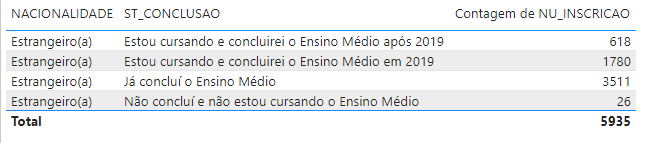 NACIONALIDADE ST_CONCLUSAO Contagem de NU_INSCRICAO
Estrangeiro(a) Estou cursando e concluirei o Ensino Médio após 2019 618
Estrangeiro(a) Estou cursando e concluirei o Ensino Médio em 2019 1780
Estrangeiro(a) Já concluí o Ensino Médio 3511
Estrangeiro(a) Não concluí e não estou cursando o Ensino Médio 26
Total 5935